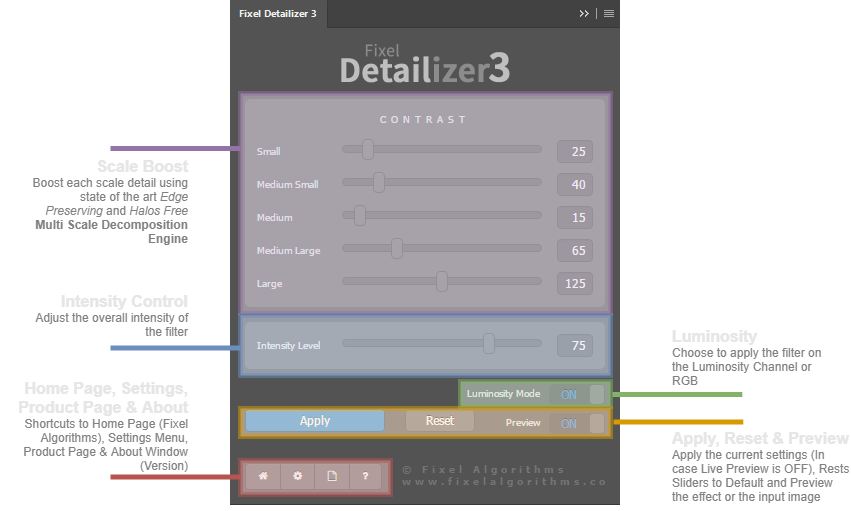 Fixel Detailizer 3
Fixel
Detailizer3
CONTRAST
Small 25
Medium Small 40
Medium 15
Medium Large 65
Large 125
Scale Boost
Boost each scale detail using
state of the art Edge
Preserving and Halos Free
Multi Scale Decomposition
Engine
Intensity Control
Adjust the overall intensity of
the filter
Intensity Level 75
Luminosity
Choose to apply the filter on
the Luminosity Channel or
RGB
Luminosity Mode ON
Home Page, Settings,
Product Page & About
Shortcuts to Home Page (Fixel
Algorithms), Settings Menu,
Product Page & About Window
(Version)
Apply Reset Preview ON
Apply, Reset & Preview
Apply the current settings (In
case Live Preview is OFF), Rests
Sliders to Default and Preview
the effect or the input image
?
© Fixel Algorithms
www.fixelalgorithms.co